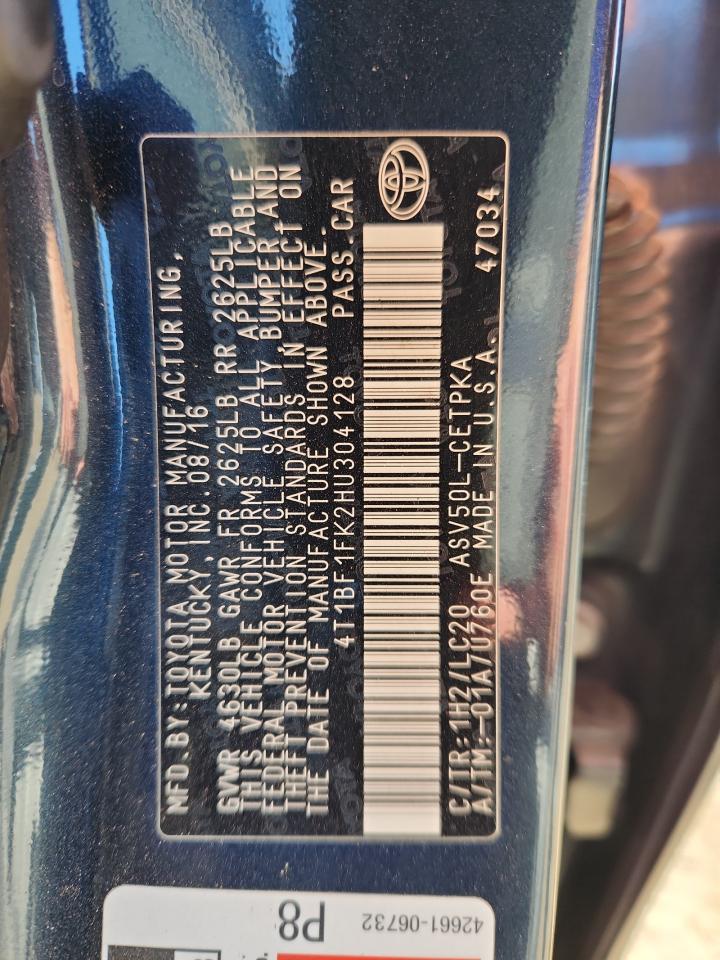 MFD.BY:TOYOTA MOTOR MANUFACTURING,
KENTUCKY, INC. 08/16
GVWR 4630LB GAWR FR 2625LB RR 2625LB
THIS VEHICLE CONFORMS TO ALL APPLICABLE
FEDERAL MOTOR VEHICLE SAFETY, BUMPER,AND
THEFT PREVENTION STANDARDS IN EFFECT ON
THE DATE OF MANUFACTURE SHOWN ABOVE.
4T1BF1FK2HU304128 PASS.CAR
C/TR:1H2/LC20 ASV50L-CETPKA 47034
A/TM:-01A/U760E MADE IN U.S.A.
P8
42661-06732